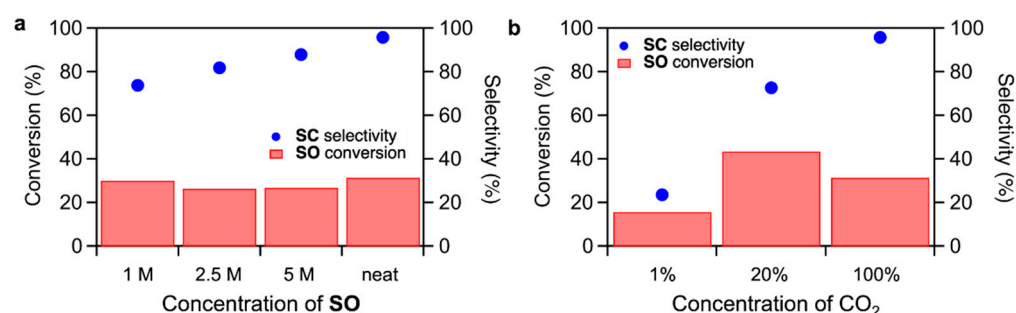 a
100
80
60
40
20
0
Conversion (%)
SC selectivity
SO conversion
100
80
60
40
20
0
Selectivity (%)
1 M 2.5 M 5 M neat
Concentration of SO
b
100
80
60
40
20
0
Conversion (%)
SC selectivity
SO conversion
100
80
60
40
20
0
Selectivity (%)
1% 20% 100%
Concentration of CO₂